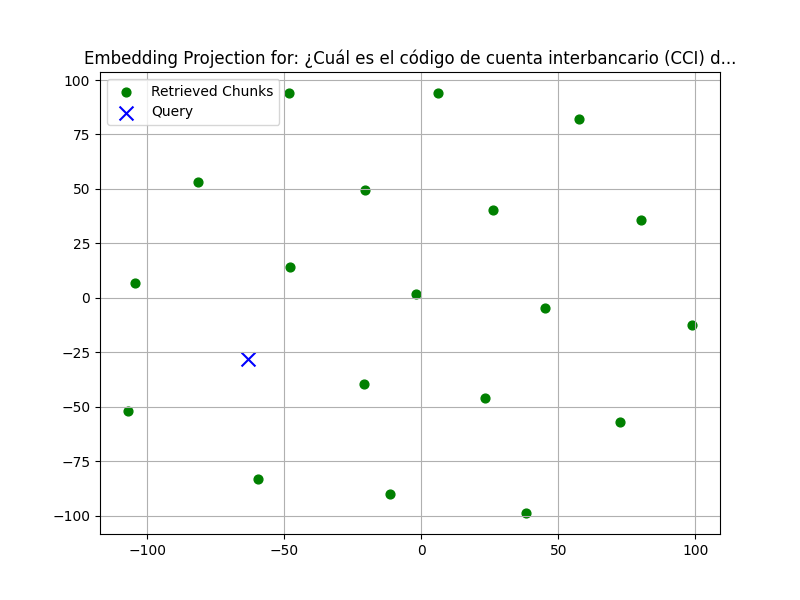 Embedding Projection for: ¿Cuál es el código de cuenta interbancario (CCI) d...
Retrieved Chunks
Query
100
75
50
25
0
−25
−50
−75
−100
−100 −50 0 50 100